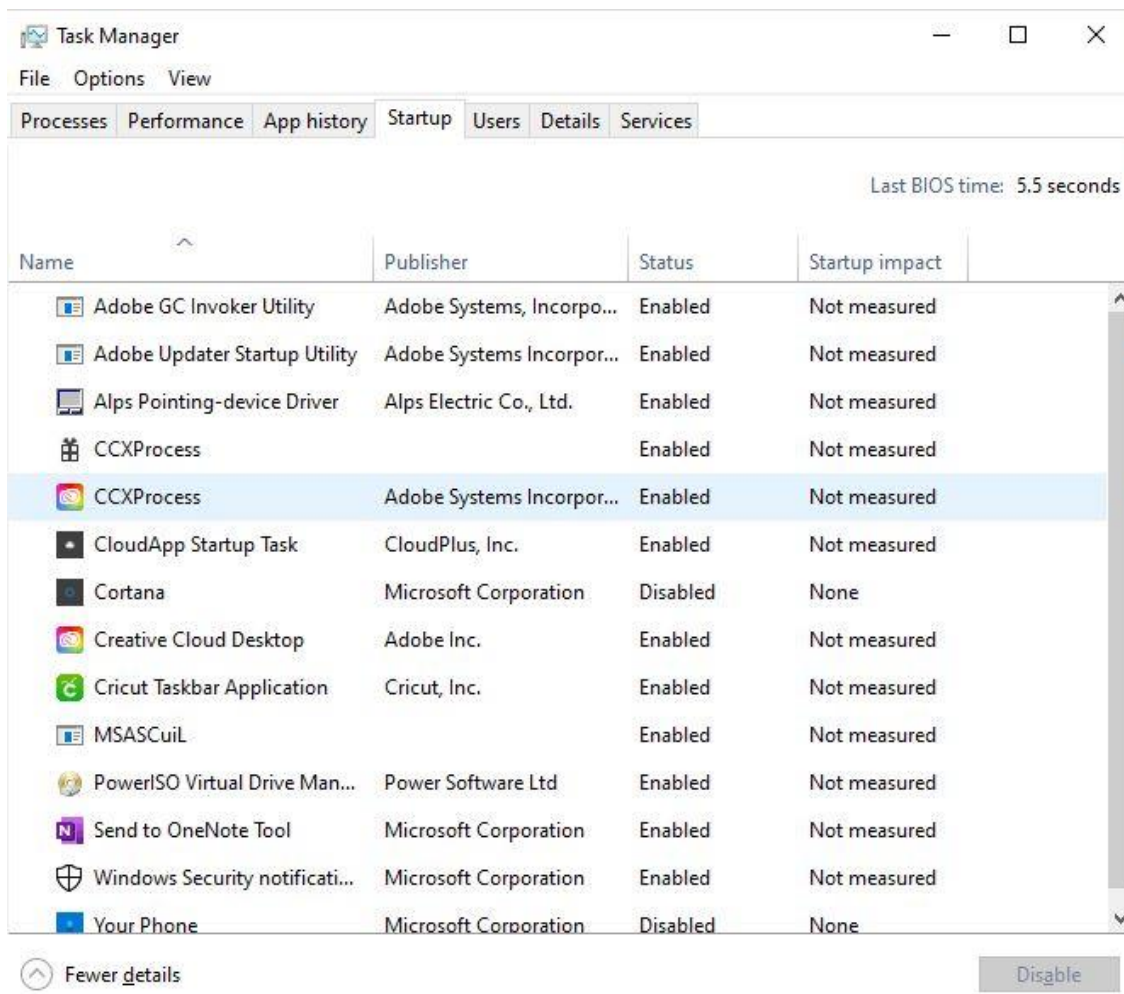 Task Manager
File Options View
Processes Performance App history Startup Users Details Services
Last BIOS time: 5.5 seconds
Name Publisher Status Startup impact
Adobe GC Invoker Utility Adobe Systems, Incorpo... Enabled Not measured
Adobe Updater Startup Utility Adobe Systems Incorpor... Enabled Not measured
Alps Pointing-device Driver Alps Electric Co., Ltd. Enabled Not measured
CCXProcess Enabled Not measured
CCXProcess Adobe Systems Incorpor... Enabled Not measured
CloudApp Startup Task CloudPlus, Inc. Enabled Not measured
Cortana Microsoft Corporation Disabled None
Creative Cloud Desktop Adobe Inc. Enabled Not measured
Cricut Taskbar Application Cricut, Inc. Enabled Not measured
MSASCuiL Enabled Not measured
PowerISO Virtual Drive Man... Power Software Ltd Enabled Not measured
Send to OneNote Tool Microsoft Corporation Enabled Not measured
Windows Security notificati... Microsoft Corporation Enabled Not measured
Your Phone Microsoft Corporation Disabled None
Fewer details Disable